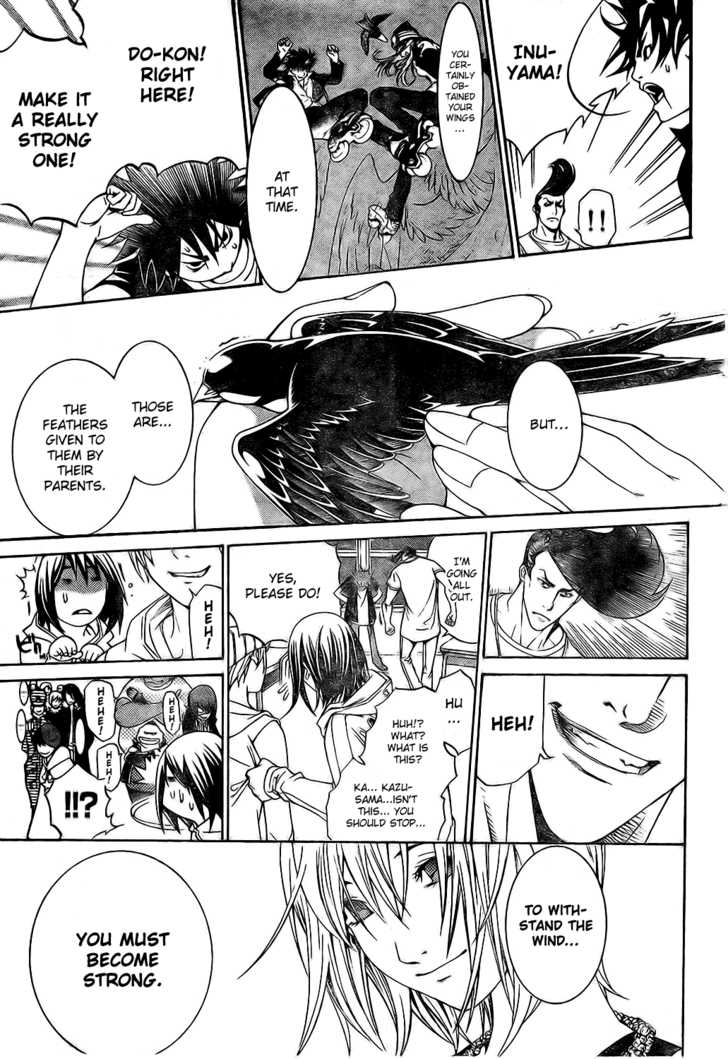 INU-
YAMA!
!!
YOU
CER-
TAINLY
OB-
TAINED
YOUR
WINGS
...
AT
THAT
TIME.
DO-KON!
RIGHT
HERE!
MAKE IT
A REALLY
STRONG
ONE!
BUT...
THOSE
ARE...
THE
FEATHERS
GIVEN TO
THEM BY
THEIR
PARENTS.
I'M
GOING
ALL
OUT.
YES,
PLEASE DO!
HEH!
HEH!
HU
...
HUH!?
WHAT?
WHAT IS
THIS?
KA... KAZU-
SAMA...ISN'T
THIS... YOU
SHOULD STOP...
HEH!
HEH!
HEHE!
!!?
TO WITH-
STAND THE
WIND...
YOU MUST
BECOME
STRONG.